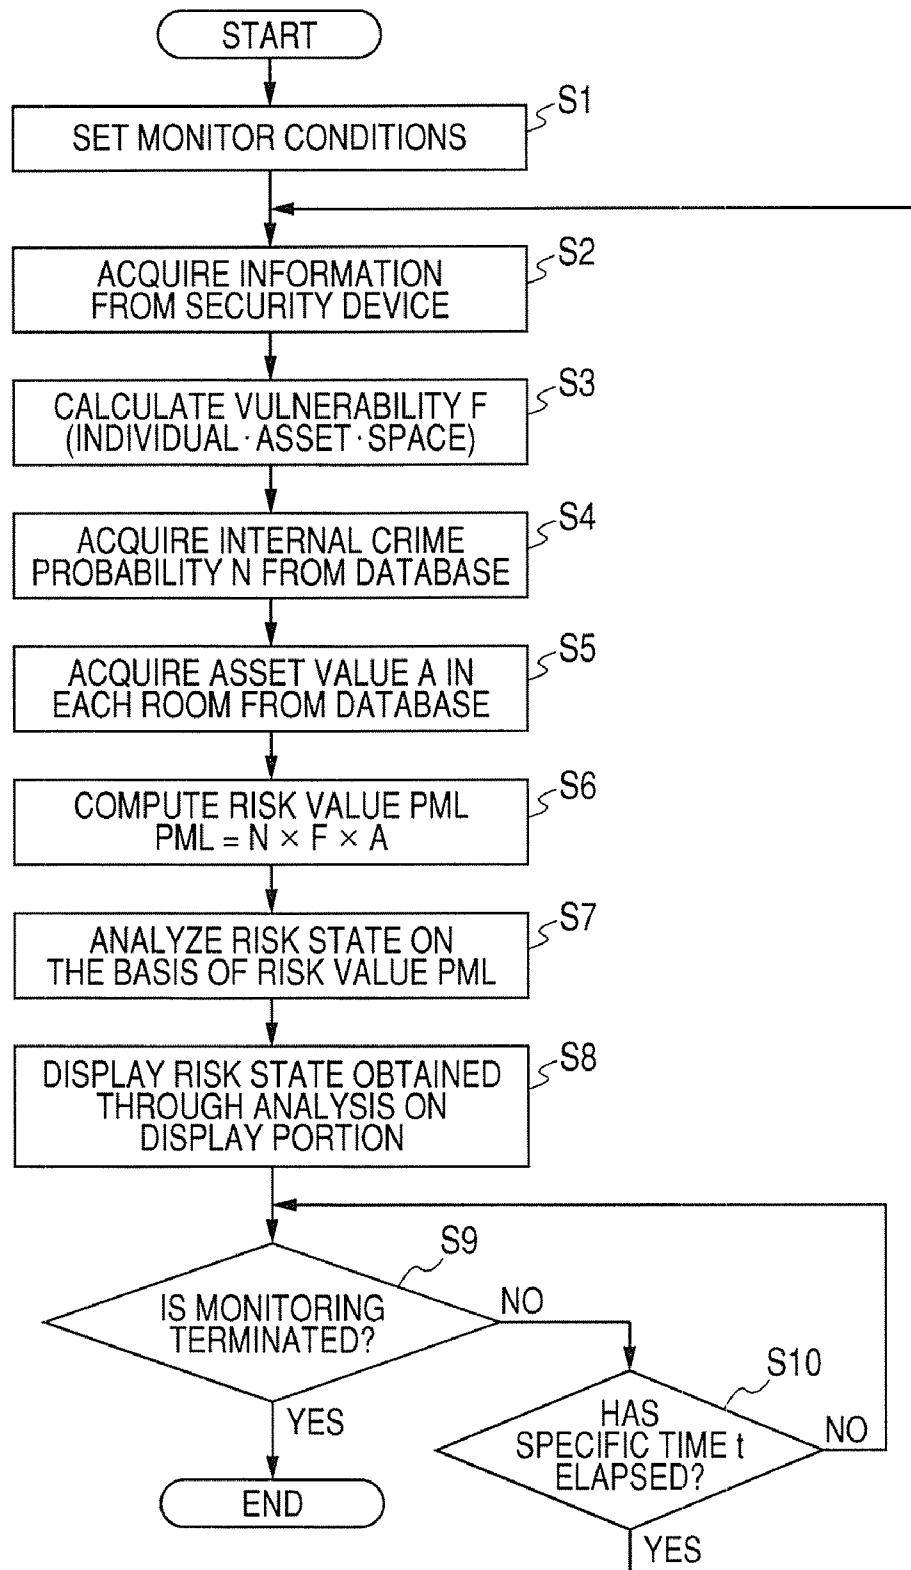 START
S1
SET MONITOR CONDITIONS
S2
ACQUIRE INFORMATION
FROM SECURITY DEVICE
S3
CALCULATE VULNERABILITY F
(INDIVIDUAL·ASSET·SPACE)
S4
ACQUIRE INTERNAL CRIME
PROBABILITY N FROM DATABASE
S5
ACQUIRE ASSET VALUE A IN
EACH ROOM FROM DATABASE
S6
COMPUTE RISK VALUE PML
PML = N × F × A
S7
ANALYZE RISK STATE ON
THE BASIS OF RISK VALUE PML
S8
DISPLAY RISK STATE OBTAINED
THROUGH ANALYSIS ON
DISPLAY PORTION
S9
IS MONITORING
TERMINATED?
NO
YES
S10
HAS
SPECIFIC TIME t
ELAPSED?
NO
YES
END